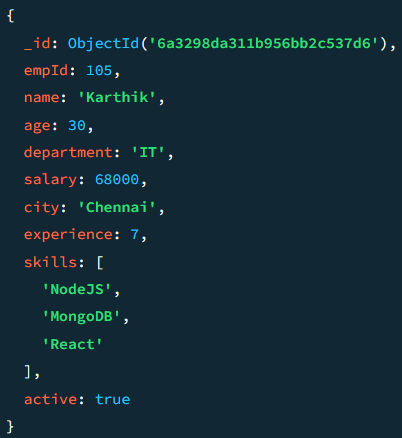 {
  _id: ObjectId('6a3298da311b956bb2c537d6'),
  empId: 105,
  name: 'Karthik',
  age: 30,
  department: 'IT',
  salary: 68000,
  city: 'Chennai',
  experience: 7,
  skills: [
    'NodeJS',
    'MongoDB',
    'React'
  ],
  active: true
}